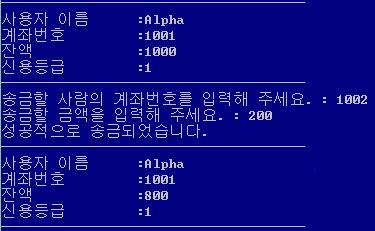 사용자 이름 :Alpha
계좌번호 :1001
잔액 :1000
신용등급 :1
송금할 사람의 계좌번호를 입력해 주세요. : 1002
송금할 금액을 입력해 주세요. : 200
성공적으로 송금되었습니다.
사용자 이름 :Alpha
계좌번호 :1001
잔액 :800
신용등급 :1